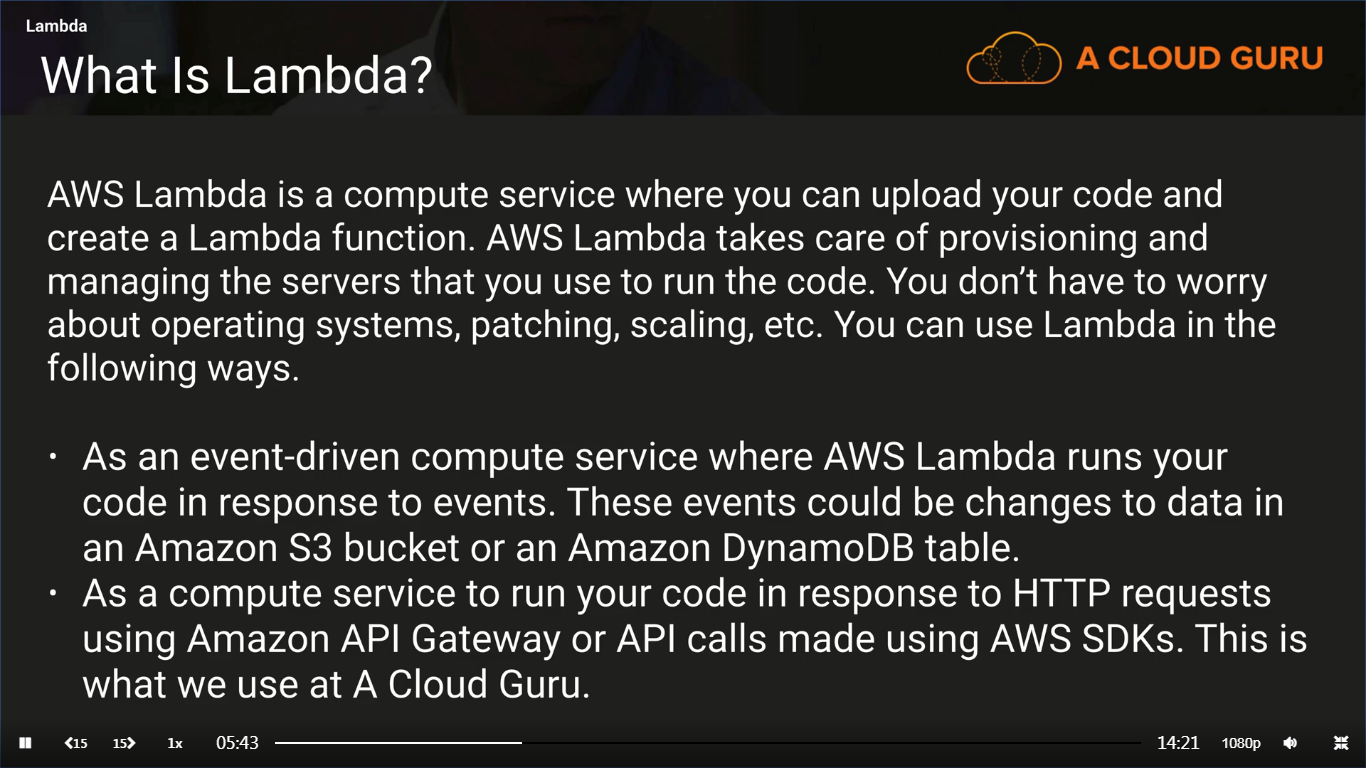 Lambda
What Is Lambda?
A CLOUD GURU
AWS Lambda is a compute service where you can upload your code and
create a Lambda function. AWS Lambda takes care of provisioning and
managing the servers that you use to run the code. You don’t have to worry
about operating systems, patching, scaling, etc. You can use Lambda in the
following ways.
• As an event-driven compute service where AWS Lambda runs your
code in response to events. These events could be changes to data in
an Amazon S3 bucket or an Amazon DynamoDB table.
• As a compute service to run your code in response to HTTP requests
using Amazon API Gateway or API calls made using AWS SDKs. This is
what we use at A Cloud Guru.
15 15 1x 05:43 14:21 1080p